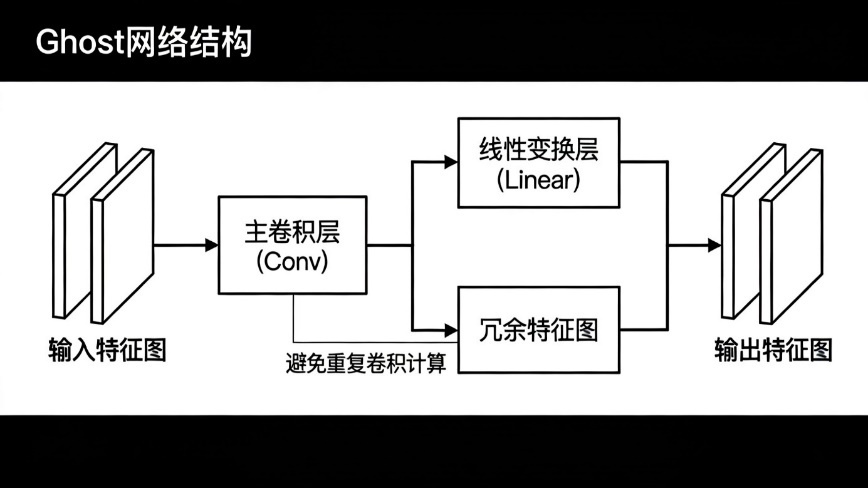 Ghost网络结构
线性变换层
(Linear)
主卷积层
(Conv)
冗余特征图
避免重复卷积计算
输入特征图
输出特征图